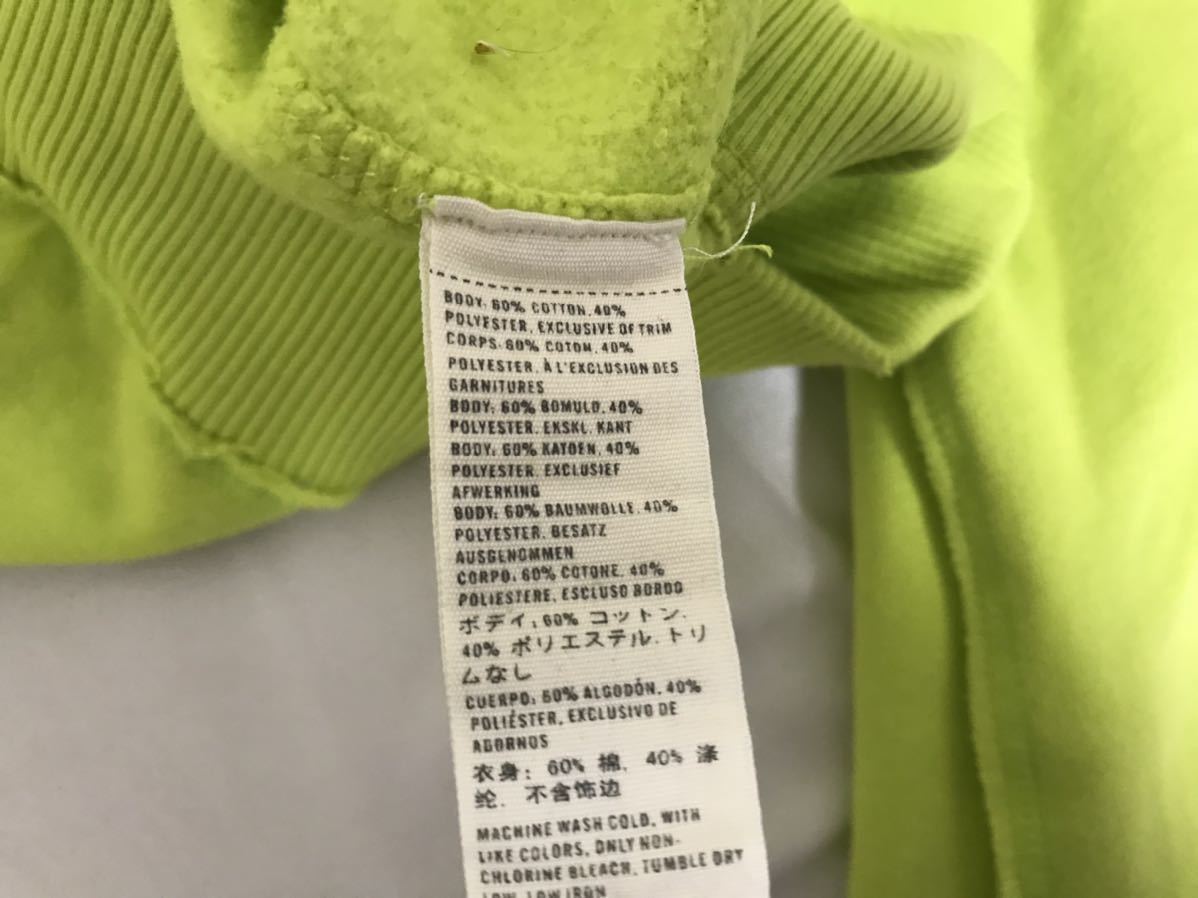 BODY: 60% COTTON, 40%
POLYESTER, EXCLUSIVE OF TRIM
CORPS: 60% COTON, 40%
POLYESTER, À L'EXCLUSION DES
GARNITURES
BODY: 60% BOMULD, 40%
POLYESTER, EKSKL. KANT
BODY: 60% KATOEN, 40%
POLYESTER, EXCLUSIEF
AFWERKING
BODY: 60% BAUMWOLLE, 40%
POLYESTER, BESATZ
AUSGENOMMEN
CORPO: 60% COTONE, 40%
POLIESTERE, ESCLUSO BORDO
ボディ: 60% コットン,
40% ポリエステル, トリ
ムなし
CUERPO: 60% ALGODÓN, 40%
POLIÉSTER, EXCLUSIVO DE
ADORNOS
衣身: 60% 棉, 40% 涤
纶, 不含饰边
MACHINE WASH COLD, WITH
LIKE COLORS, ONLY NON-
CHLORINE BLEACH, TUMBLE DRY
LOW, LOW IRON